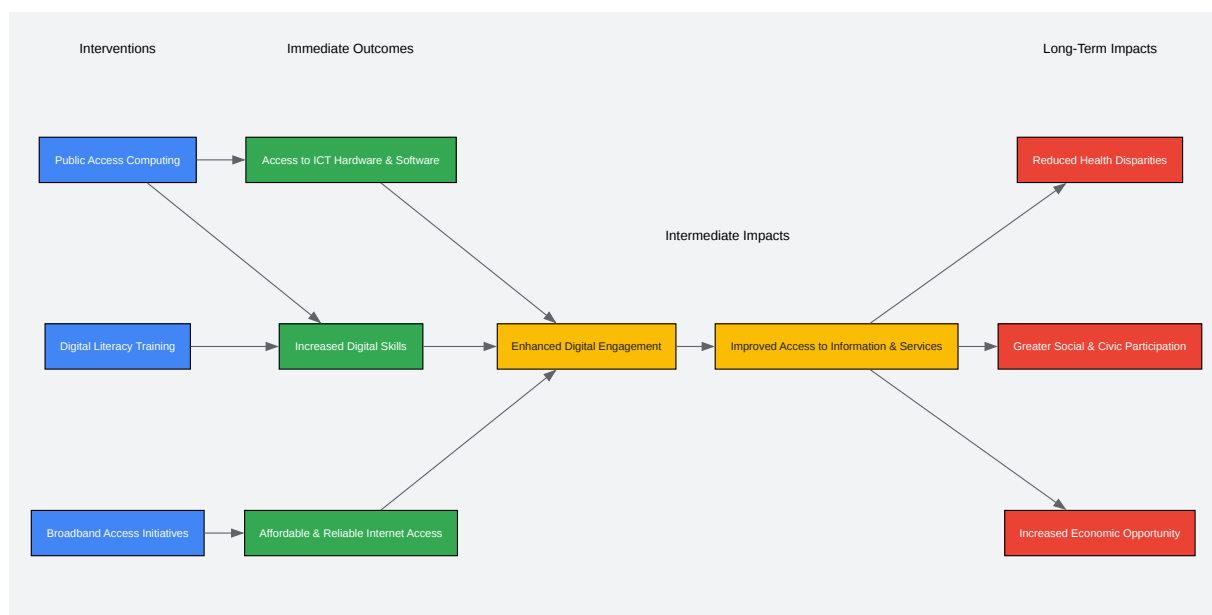 Interventions
Immediate Outcomes
Long-Term Impacts
Public Access Computing
Access to ICT Hardware & Software
Reduced Health Disparities
Intermediate Impacts
Digital Literacy Training
Increased Digital Skills
Enhanced Digital Engagement
Improved Access to Information & Services
Greater Social & Civic Participation
Broadband Access Initiatives
Affordable & Reliable Internet Access
Increased Economic Opportunity